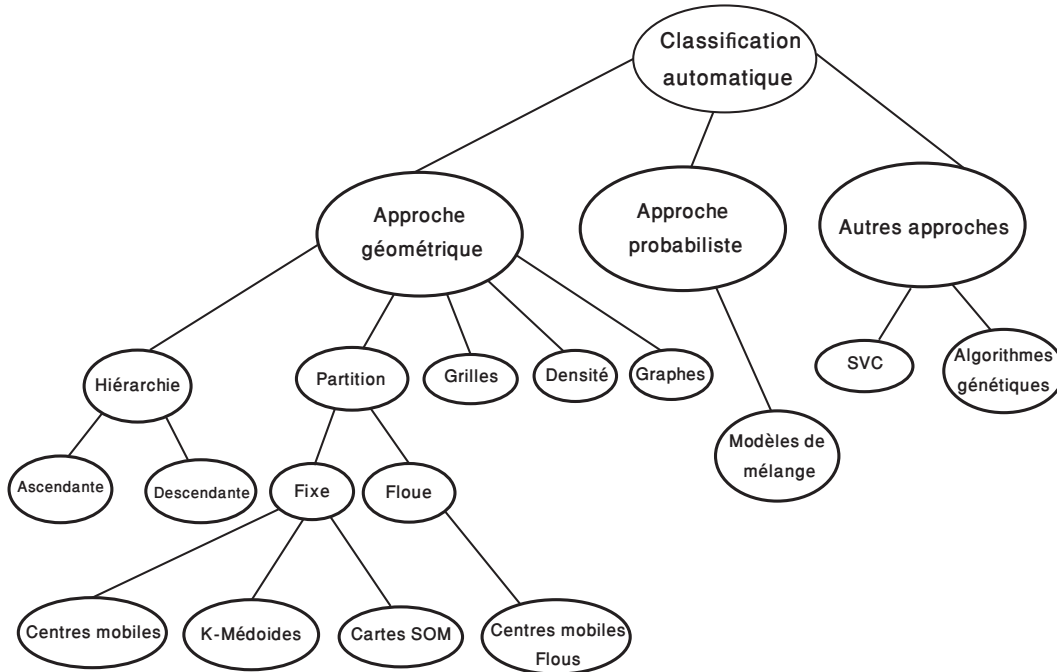 Classification
automatique
Approche
géométrique
Approche
probabiliste
Autres approches
Hiérarchie
Partition
Grilles
Densité
Graphes
SVC
Algorithmes
génétiques
Modèles de
mélange
Ascendante
Descendante
Fixe
Floue
Centres mobiles
K-Médoides
Cartes SOM
Centres mobiles
Flous